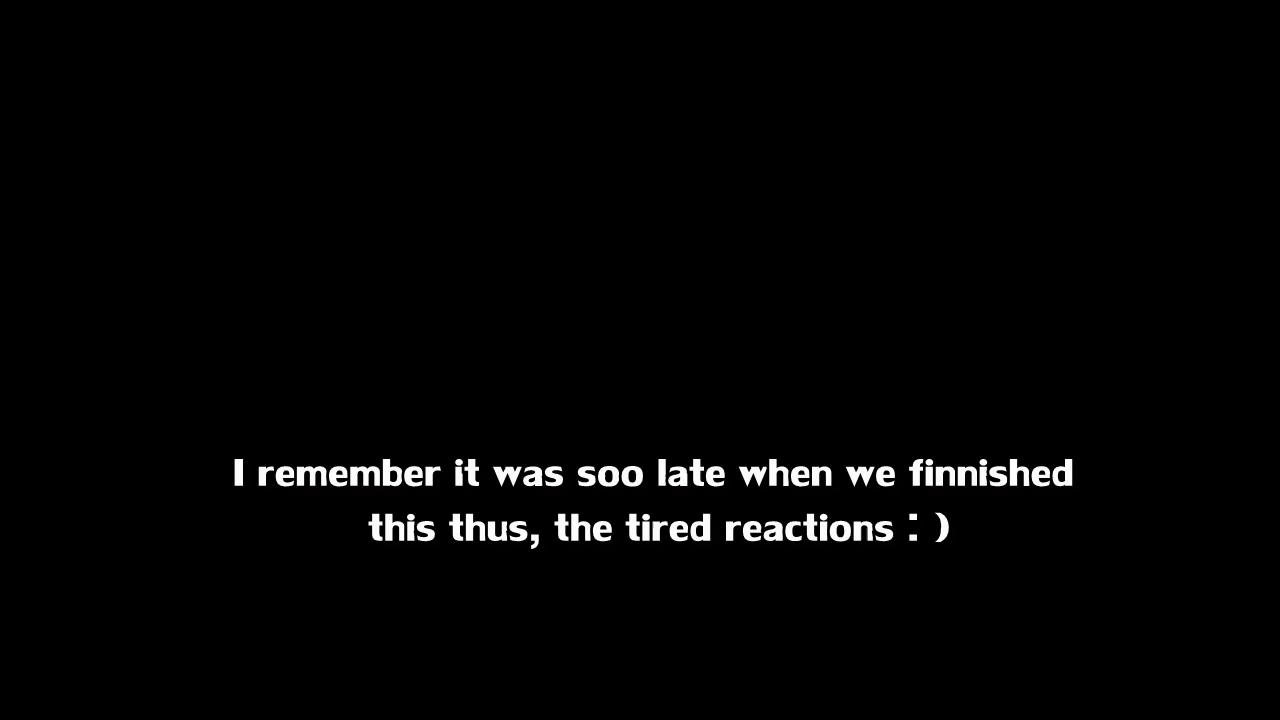 I remember it was soo late when we finnished
this thus, the tired reactions : )